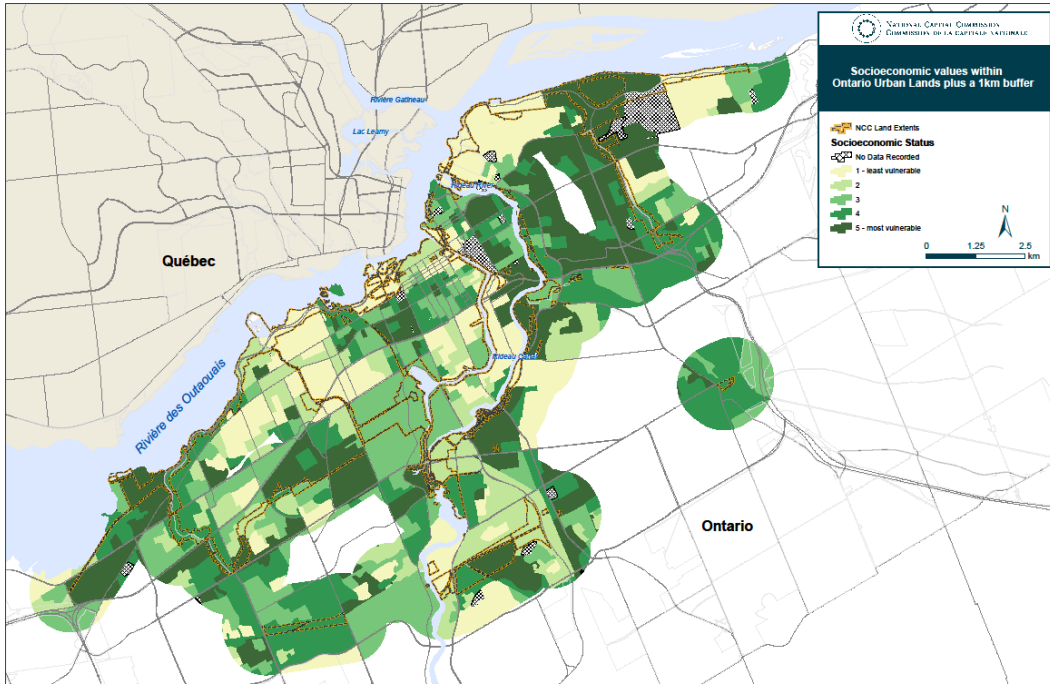 NATIONAL CAPITAL COMMISSION
COMMISSION DE LA CAPITALE NATIONALE
Socioeconomic values within
Ontario Urban Lands plus a 1km buffer
NCC Land Extents
Socioeconomic Status
No Data Recorded
1 - least vulnerable
2
3
4
5 - most vulnerable
N
0 1.25 2.5
km
Rivière Gatineau
Lac Leamy
Rideau River
Québec
Rideau Canal
Rivière des Outaouais
Ontario